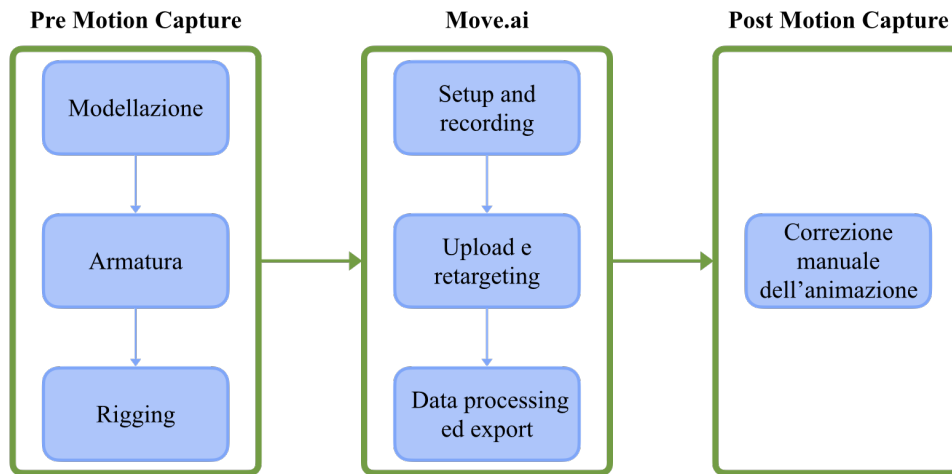 Pre Motion Capture
Modellazione
Armatura
Rigging
Move.ai
Setup and
recording
Upload e
retargeting
Data processing
ed export
Post Motion Capture
Correzione
manuale
dell’animazione